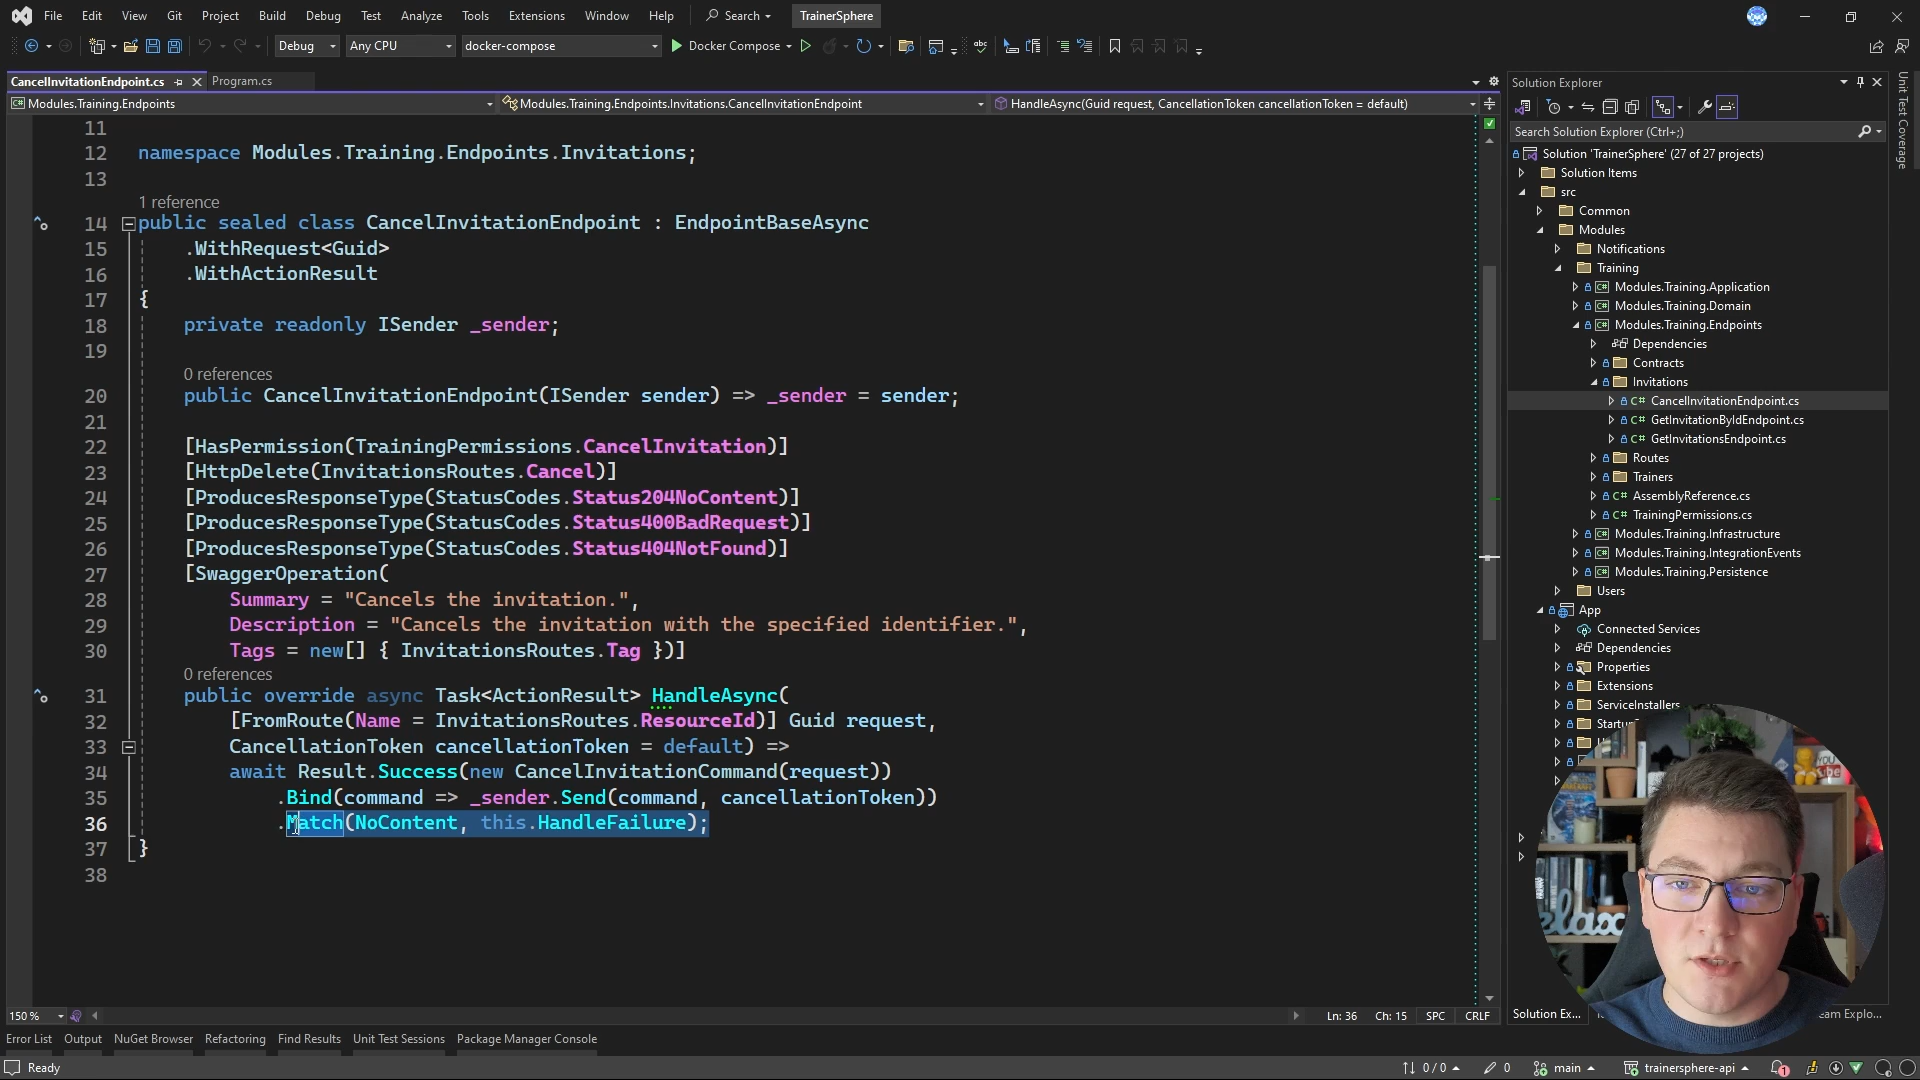 File Edit View Git Project Build Debug Test Analyze Tools Extensions Window Help Search TrainerSphere
Debug Any CPU docker-compose Docker Compose
CancelInvitationEndpoint.cs Program.cs
Modules.Training.Endpoints Modules.Training.Endpoints.Invitations.CancelInvitationEndpoint HandleAsync(Guid request, CancellationToken cancellationToken = default)
11
12 namespace Modules.Training.Endpoints.Invitations;
13
1 reference
14 public sealed class CancelInvitationEndpoint : EndpointBaseAsync
15 .WithRequest<Guid>
16 .WithActionResult
17 {
18 private readonly ISender _sender;
19
0 references
20 public CancelInvitationEndpoint(ISender sender) => _sender = sender;
21
22 [HasPermission(TrainingPermissions.CancelInvitation)]
23 [HttpDelete(InvitationsRoutes.Cancel)]
24 [ProducesResponseType(StatusCodes.Status204NoContent)]
25 [ProducesResponseType(StatusCodes.Status400BadRequest)]
26 [ProducesResponseType(StatusCodes.Status404NotFound)]
27 [SwaggerOperation(
28 Summary = "Cancels the invitation.",
29 Description = "Cancels the invitation with the specified identifier.",
30 Tags = new[] { InvitationsRoutes.Tag })]
0 references
31 public override async Task<ActionResult> HandleAsync(
32 [FromRoute(Name = InvitationsRoutes.ResourceId)] Guid request,
33 CancellationToken cancellationToken = default) =>
34 await Result.Success(new CancelInvitationCommand(request))
35 .Bind(command => _sender.Send(command, cancellationToken))
36 .Match(NoContent, this.HandleFailure);
37 }
38
150 % Ln: 36 Ch: 15 SPC CRLF
Error List Output NuGet Browser Refactoring Find Results Unit Test Sessions Package Manager Console
Ready 0 / 0 0 main trainersphere-api 1
Solution Explorer
Search Solution Explorer (Ctrl+;)
Solution 'TrainerSphere' (27 of 27 projects)
Solution Items
src
Common
Modules
Notifications
Training
Modules.Training.Application
Modules.Training.Domain
Modules.Training.Endpoints
Dependencies
Contracts
Invitations
CancelInvitationEndpoint.cs
GetInvitationByIdEndpoint.cs
GetInvitationsEndpoint.cs
Routes
Trainers
AssemblyReference.cs
TrainingPermissions.cs
Modules.Training.Infrastructure
Modules.Training.IntegrationEvents
Modules.Training.Persistence
Users
App
Connected Services
Dependencies
Properties
Extensions
ServiceInstallers
Solution Ex... eam Explo...
Unit Test Coverage
relax
You
Tube